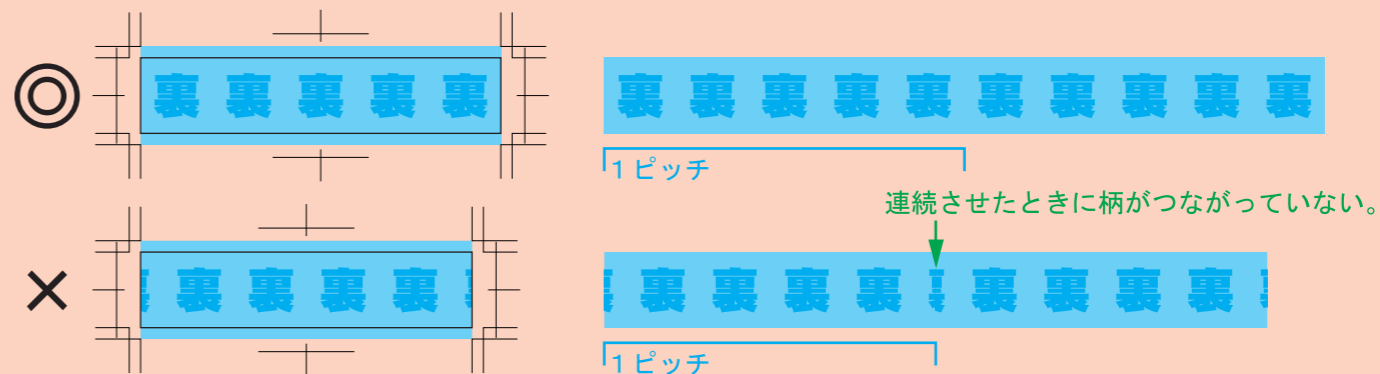 ◎ 裏 裏 裏 裏 裏
裏 裏 裏 裏 裏 裏 裏 裏 裏 裏
1ピッチ
連続させたときに柄がつながっていない。
× 裏 裏 裏 裏
裏 裏 裏 裏 裏 裏 裏 裏
1ピッチ